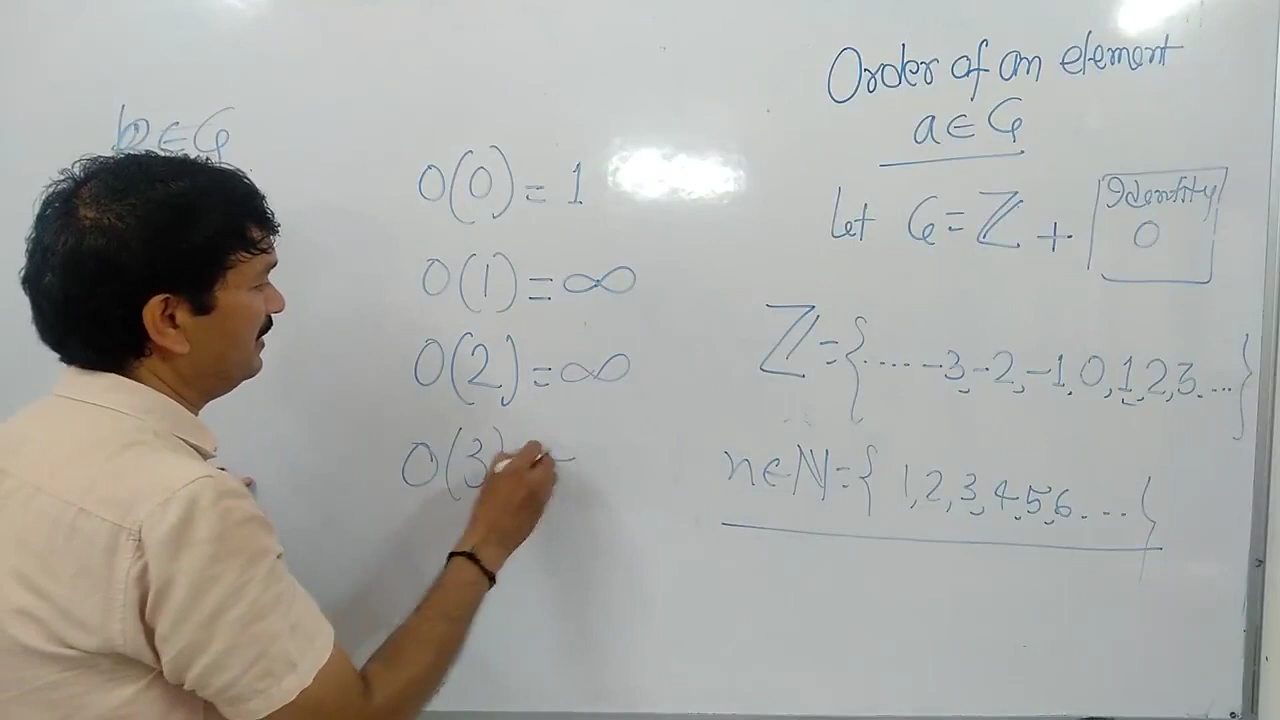 Order of an element
a ∈ G
Let G = ℤ +
Identity
0
ℤ = {.... -3, -2, -1, 0, 1, 2, 3, ...}
n ∈ ℕ = { 1, 2, 3, 4, 5, 6, ... }
b ∈ G
O(0) = 1
O(1) = ∞
O(2) = ∞
O(3) =